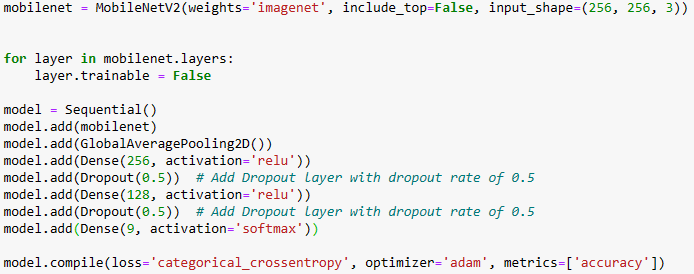 mobilenet = MobileNetV2(weights='imagenet', include_top=False, input_shape=(256, 256, 3))
for layer in mobilenet.layers:
    layer.trainable = False
model = Sequential()
model.add(mobilenet)
model.add(GlobalAveragePooling2D())
model.add(Dense(256, activation='relu'))
model.add(Dropout(0.5))  # Add Dropout layer with dropout rate of 0.5
model.add(Dense(128, activation='relu'))
model.add(Dropout(0.5))  # Add Dropout layer with dropout rate of 0.5
model.add(Dense(9, activation='softmax'))
model.compile(loss='categorical_crossentropy', optimizer='adam', metrics=['accuracy'])